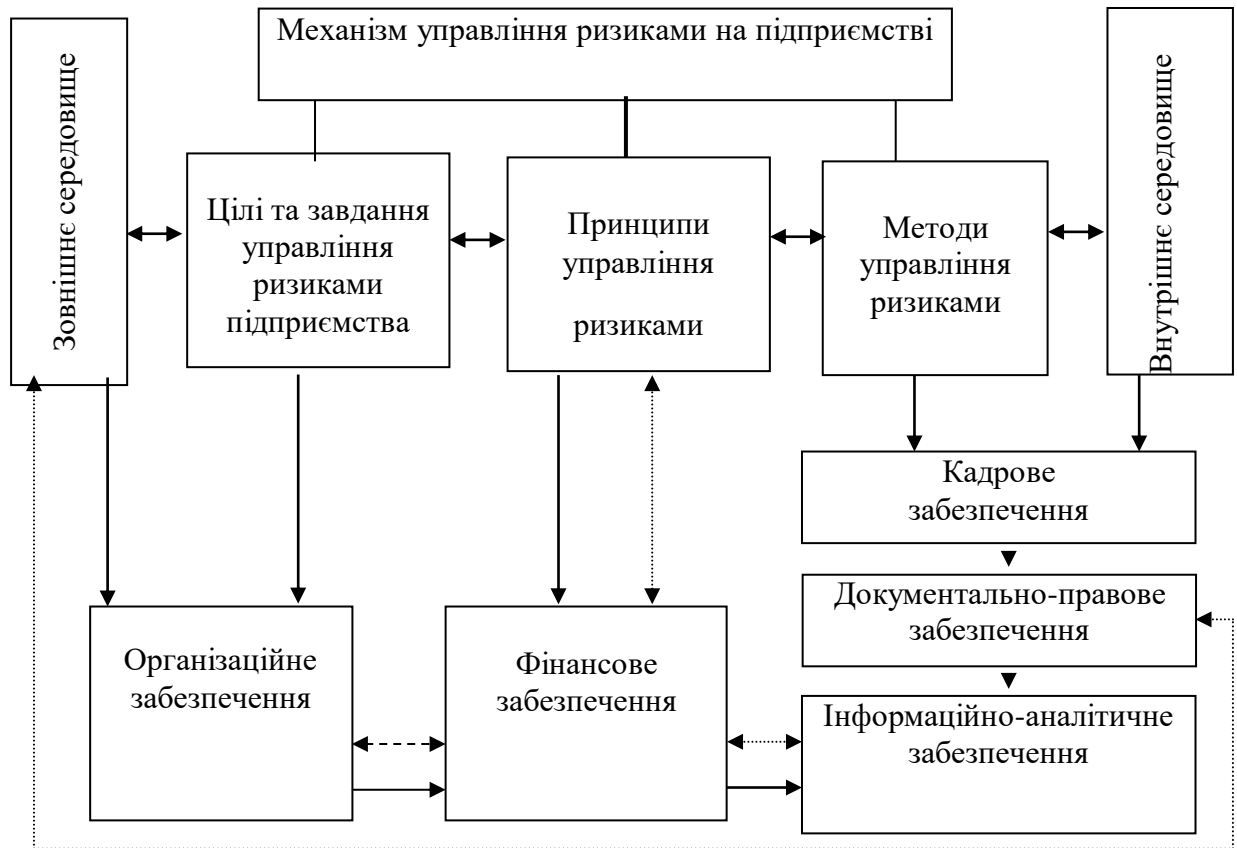 Механізм управління ризиками на підприємстві
Зовнішнє середовище
Цілі та завдання
управління
ризиками
підприємства
Принципи
управління
ризиками
Методи
управління
ризиками
Внутрішнє середовище
Кадрове
забезпечення
Документально-правове
забезпечення
Організаційне
забезпечення
Фінансове
забезпечення
Інформаційно-аналітичне
забезпечення